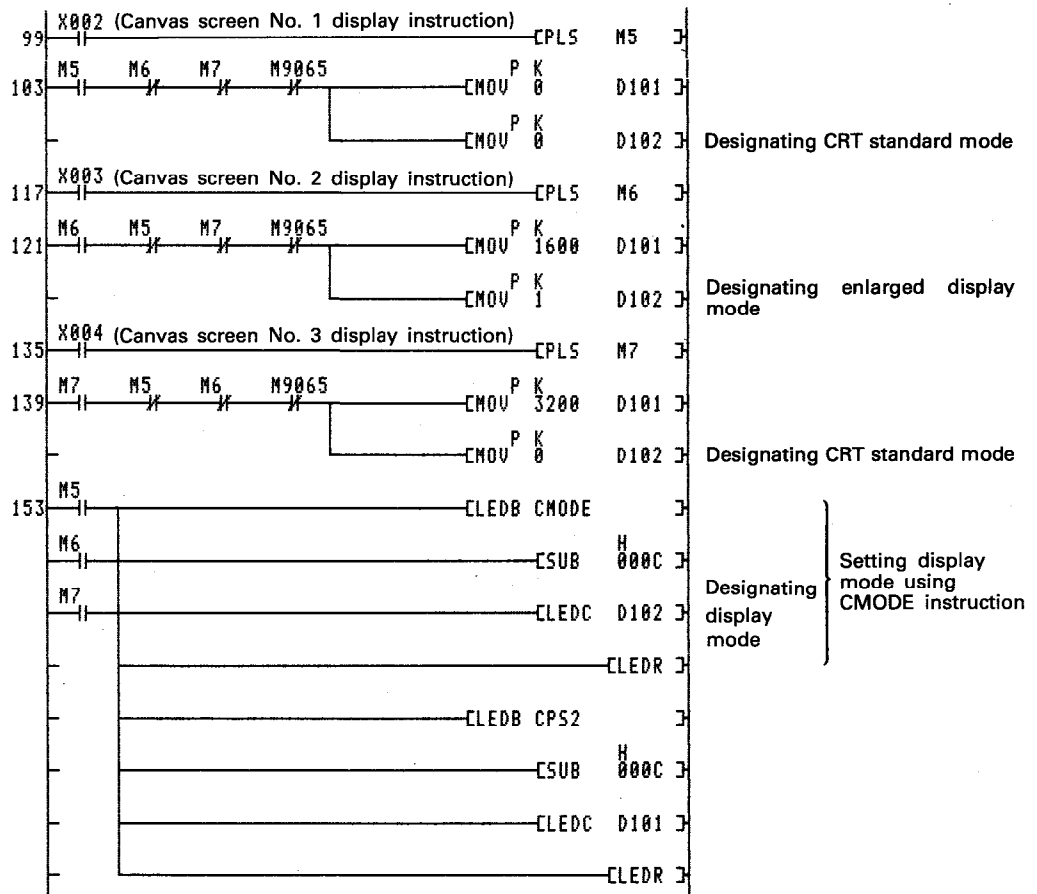 X002 (Canvas screen No. 1 display instruction)
99 [PLS M5 ]
M5 M6 M7 M9065 P K
103 [MOV 0 D101 ]
P K
[MOV 0 D102 ] Designating CRT standard mode
X003 (Canvas screen No. 2 display instruction)
117 [PLS M6 ]
M6 M5 M7 M9065 P K
121 [MOV 1600 D101 ]
P K
[MOV 1 D102 ] Designating enlarged display
mode
X004 (Canvas screen No. 3 display instruction)
135 [PLS M7 ]
M7 M5 M6 M9065 P K
139 [MOV 3200 D101 ]
P K
[MOV 0 D102 ] Designating CRT standard mode
M5
153 [LEDB CMODE ]
M6 H
[SUB 000C ]
M7
[LEDC D102 ]
[LEDR ]
Designating
display
mode
Setting display
mode using
CMODE instruction
[LEDB CPS2 ]
H
[SUB 000C ]
[LEDC D101 ]
[LEDR ]